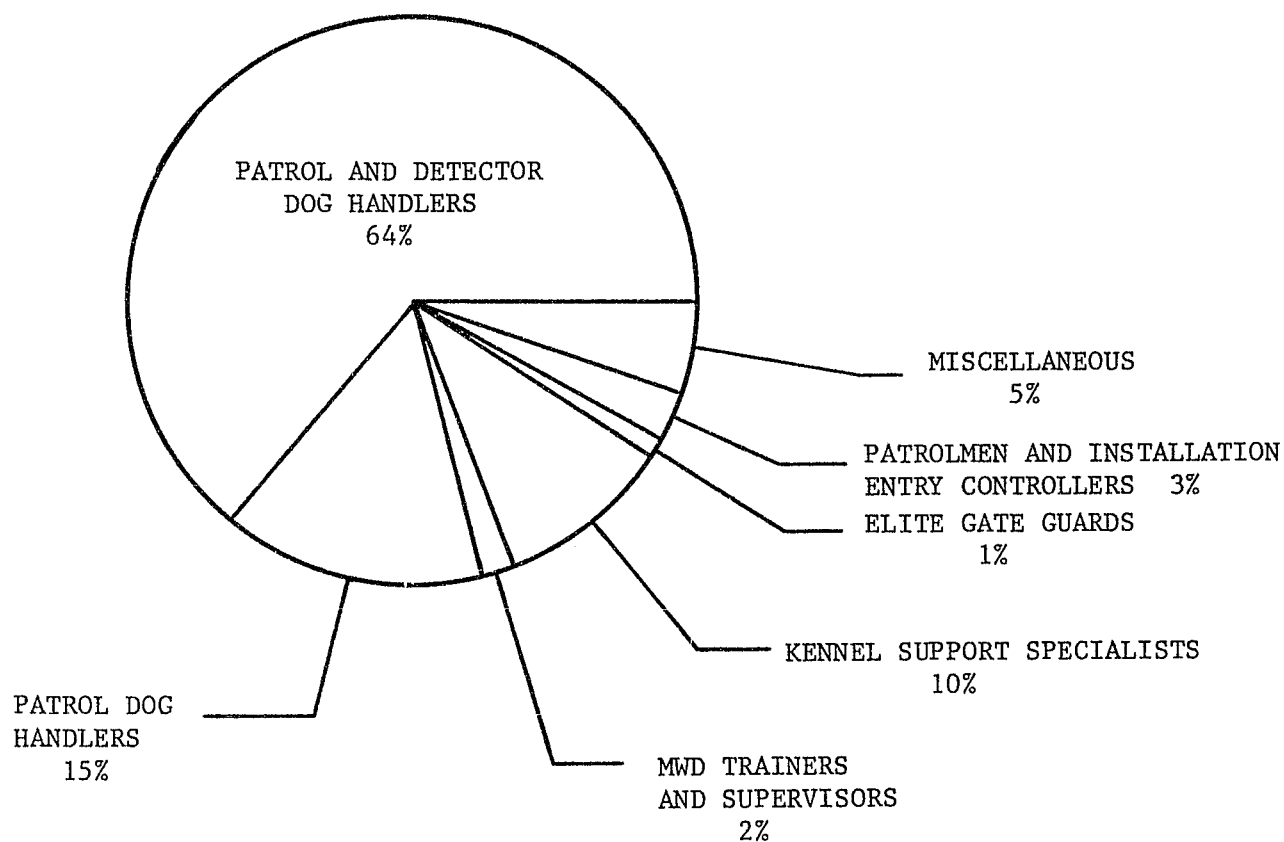 PATROL AND DETECTOR
DOG HANDLERS
64%
MISCELLANEOUS
5%
PATROLMEN AND INSTALLATION
ENTRY CONTROLLERS 3%
ELITE GATE GUARDS
1%
KENNEL SUPPORT SPECIALISTS
10%
PATROL DOG
HANDLERS
15%
MWD TRAINERS
AND SUPERVISORS
2%